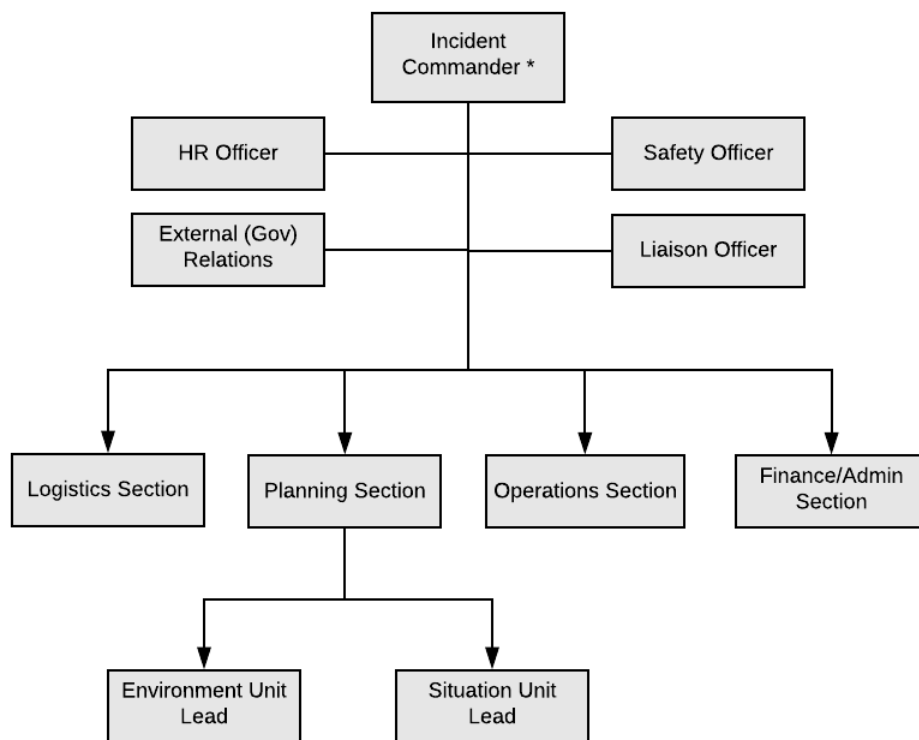 Incident
Commander *
HR Officer
Safety Officer
External (Gov)
Relations
Liaison Officer
Logistics Section
Planning Section
Operations Section
Finance/Admin
Section
Environment Unit
Lead
Situation Unit
Lead